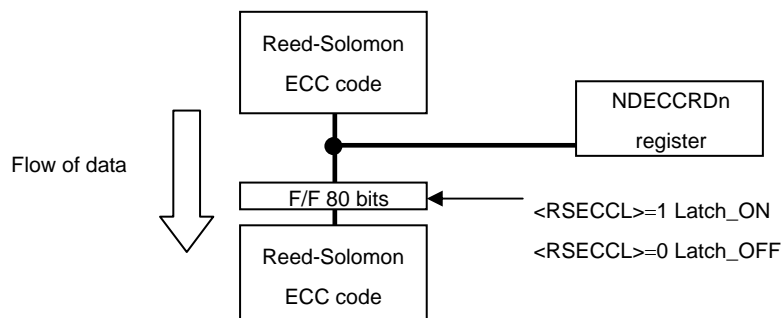 Reed-Solomon
ECC code
NDECCRDn
register
Flow of data
F/F 80 bits
<RSECCL>=1 Latch_ON
<RSECCL>=0 Latch_OFF
Reed-Solomon
ECC code